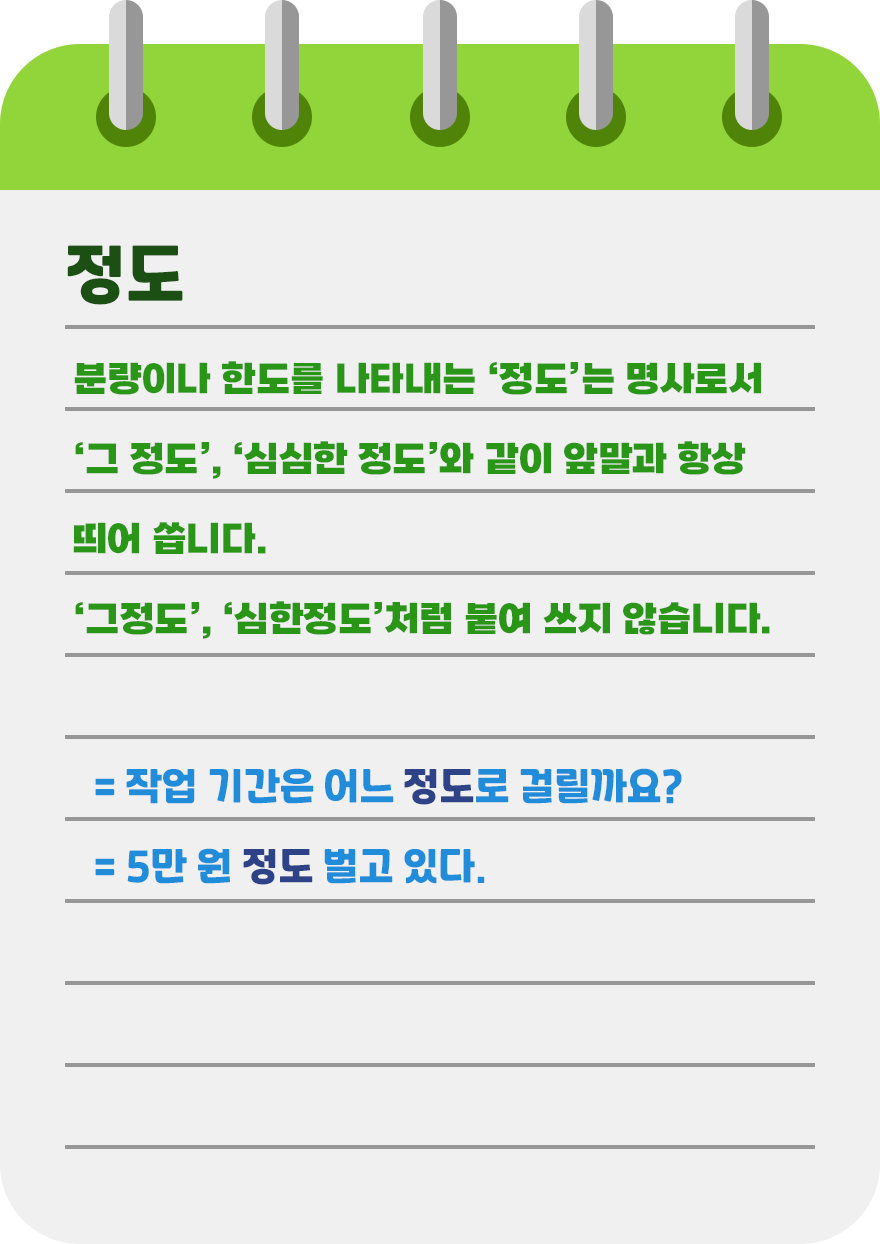 정도
분량이나 한도를 나타내는 ‘정도’는 명사로서
‘그 정도’, ‘심심한 정도’와 같이 앞말과 항상
띄어 씁니다.
‘그정도’, ‘심한정도’처럼 붙여 쓰지 않습니다.
= 작업 기간은 어느 정도로 걸릴까요?
= 5만 원 정도 벌고 있다.